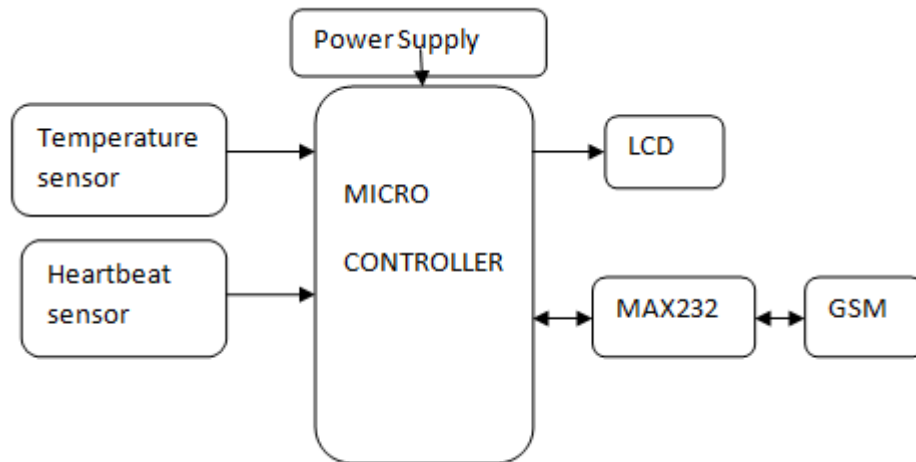 Power Supply
Temperature
sensor
Heartbeat
sensor
MICRO
CONTROLLER
LCD
MAX232
GSM